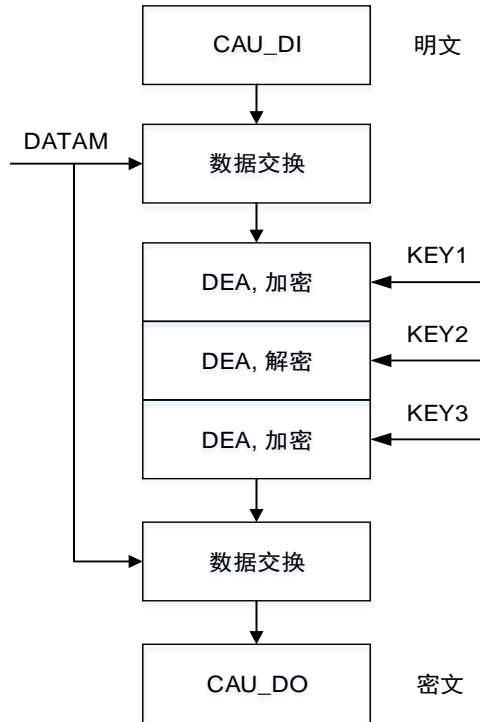 CAU_DI
明文
DATAM
数据交换
KEY1
DEA, 加密
KEY2
DEA, 解密
KEY3
DEA, 加密
数据交换
CAU_DO
密文